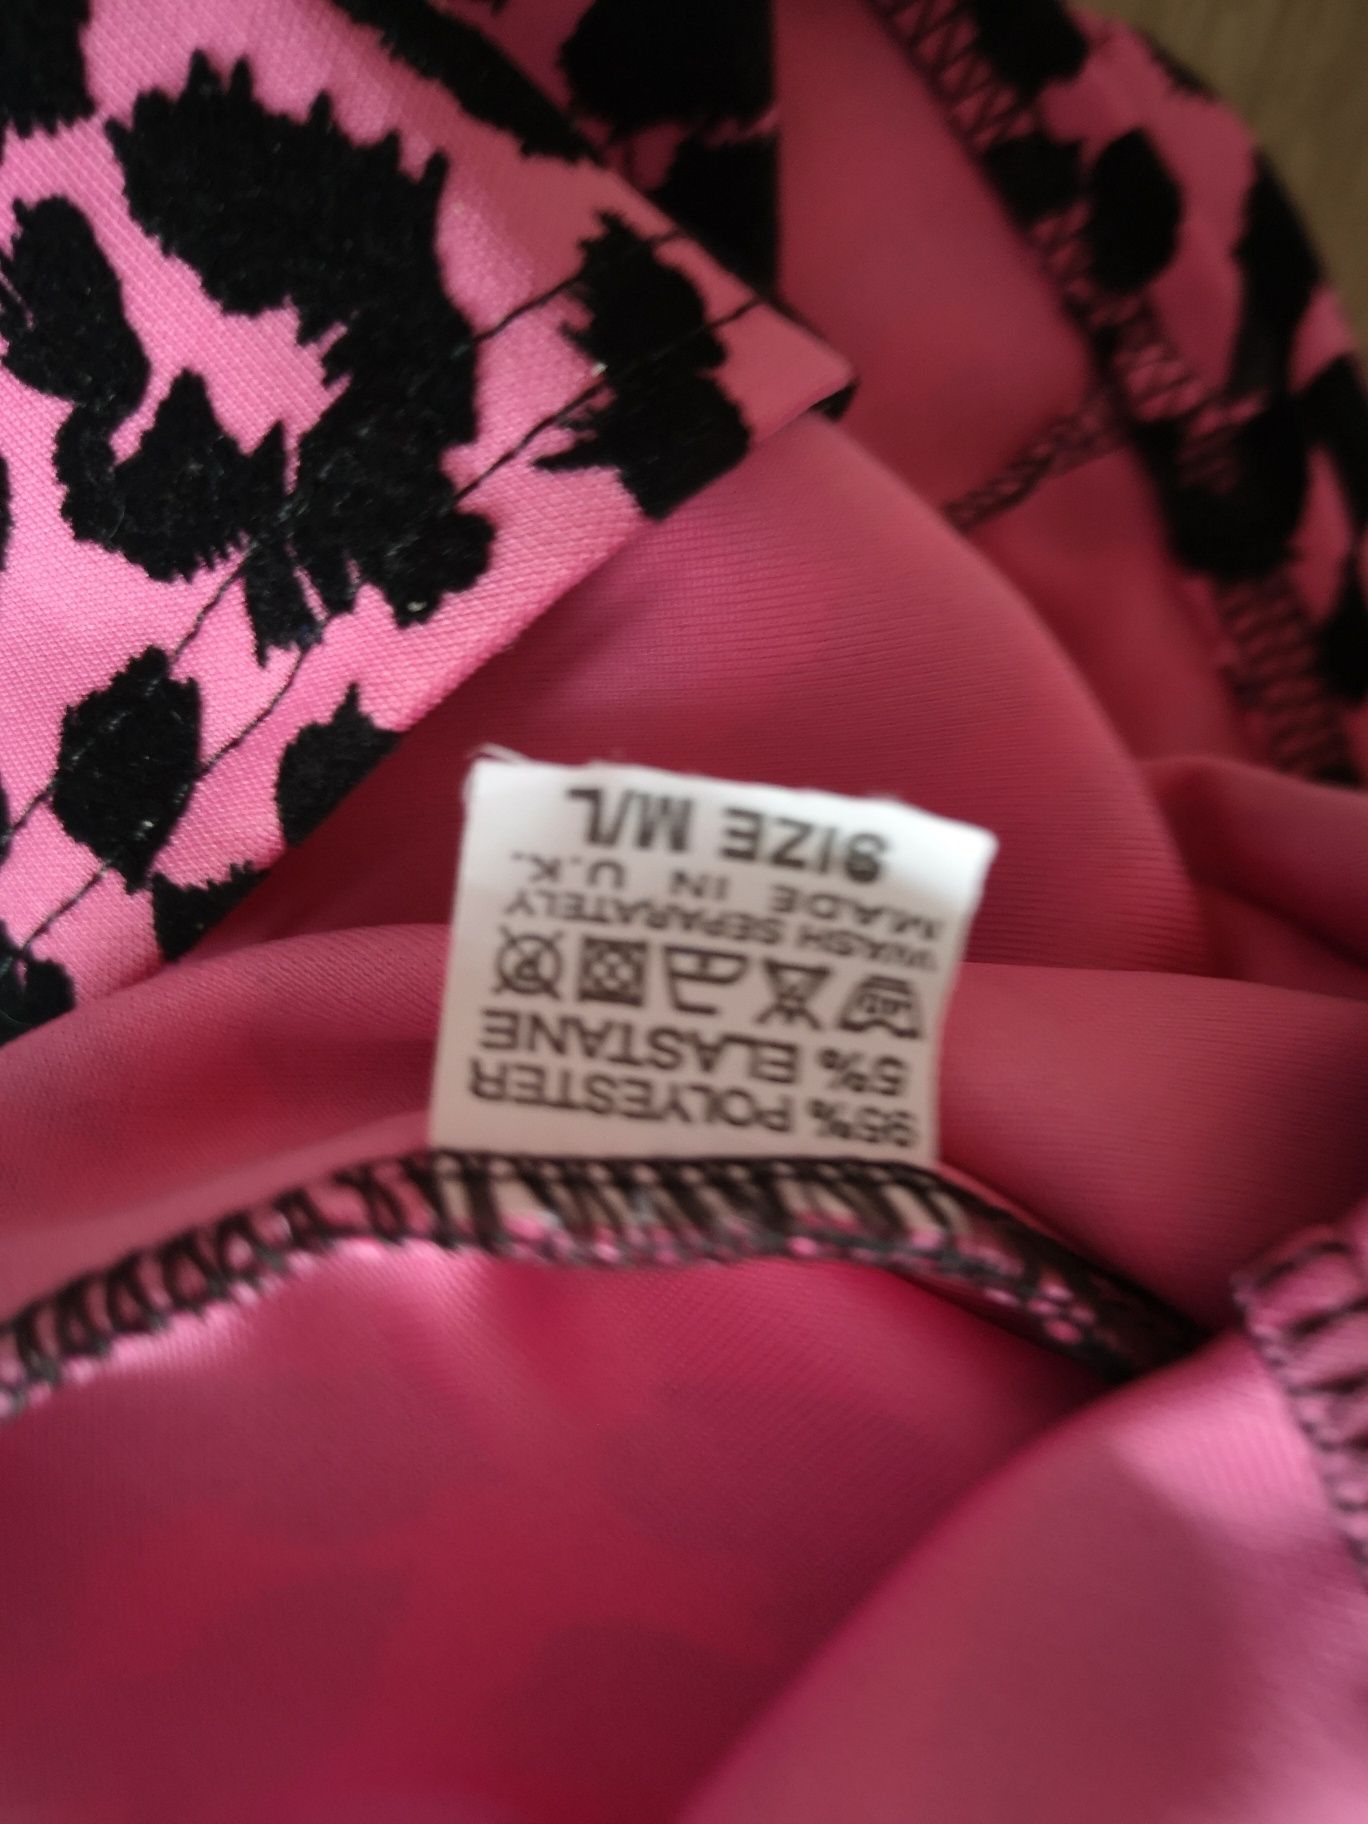 95% POLYESTER
5% ELASTANE
WASH SEPARATELY
MADE IN U.K.
SIZE M/L